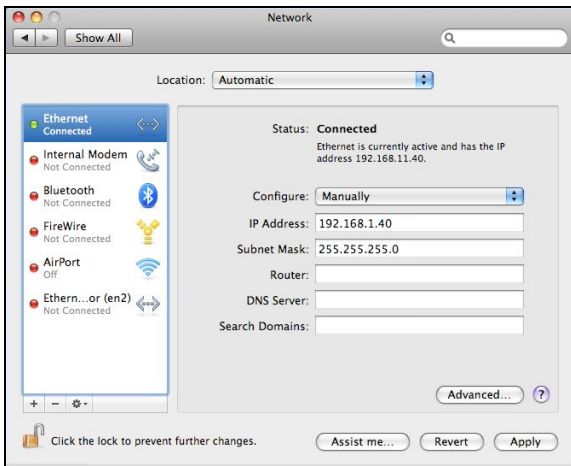 Network
Show All
Location: Automatic
Ethernet
Connected
Internal Modem
Not Connected
Bluetooth
Not Connected
FireWire
Not Connected
AirPort
Off
Ethern...or (en2)
Not Connected
Status: Connected
Ethernet is currently active and has the IP
address 192.168.11.40.
Configure: Manually
IP Address: 192.168.1.40
Subnet Mask: 255.255.255.0
Router:
DNS Server:
Search Domains:
Advanced... ?
Click the lock to prevent further changes.
Assist me... Revert Apply